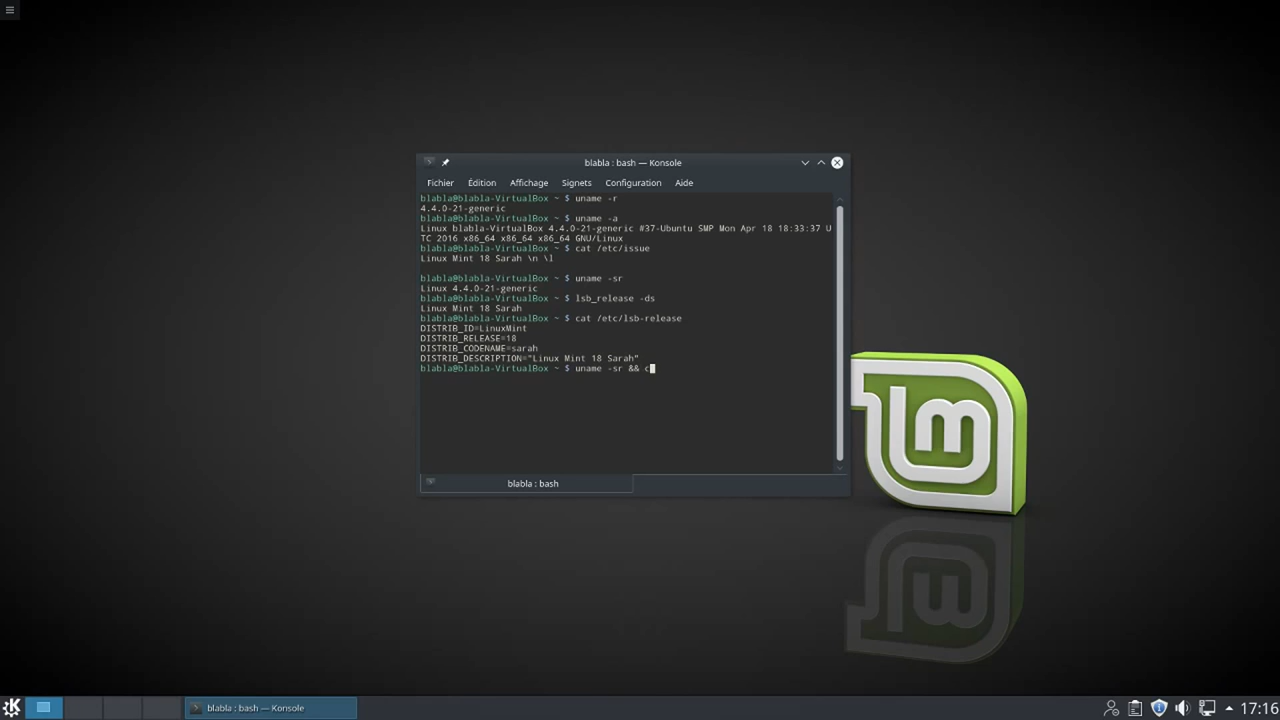 blabla : bash — Konsole
Fichier Édition Affichage Signets Configuration Aide
blabla@blabla-VirtualBox ~ $ uname -r
4.4.0-21-generic
blabla@blabla-VirtualBox ~ $ uname -a
Linux blabla-VirtualBox 4.4.0-21-generic #37-Ubuntu SMP Mon Apr 18 18:33:37 U
TC 2016 x86_64 x86_64 x86_64 GNU/Linux
blabla@blabla-VirtualBox ~ $ cat /etc/issue
Linux Mint 18 Sarah \n \l
blabla@blabla-VirtualBox ~ $ uname -sr
Linux 4.4.0-21-generic
blabla@blabla-VirtualBox ~ $ lsb_release -ds
Linux Mint 18 Sarah
blabla@blabla-VirtualBox ~ $ cat /etc/lsb-release
DISTRIB_ID=LinuxMint
DISTRIB_RELEASE=18
DISTRIB_CODENAME=sarah
DISTRIB_DESCRIPTION="Linux Mint 18 Sarah"
blabla@blabla-VirtualBox ~ $ uname -sr && c
blabla : bash
lm
blabla : bash — Konsole
17:16